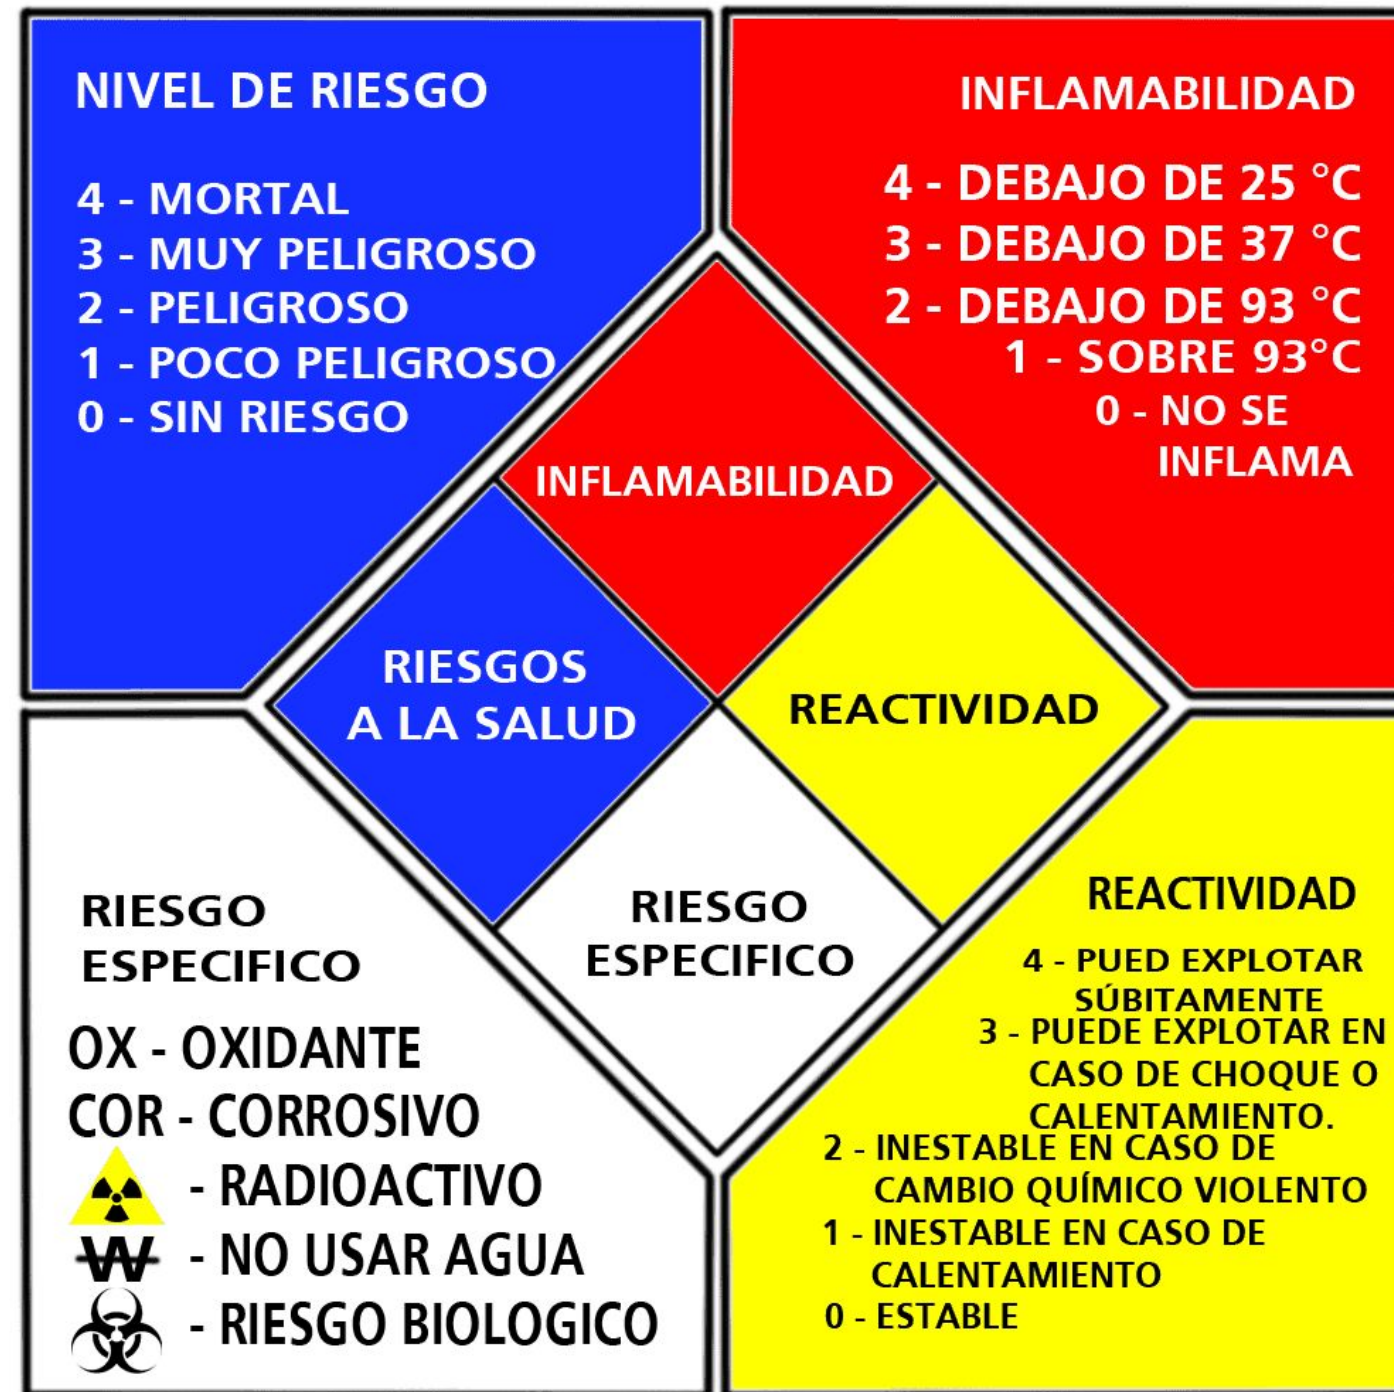 NIVEL DE RIESGO
4 - MORTAL
3 - MUY PELIGROSO
2 - PELIGROSO
1 - POCO PELIGROSO
0 - SIN RIESGO
INFLAMABILIDAD
4 - DEBAJO DE 25 °C
3 - DEBAJO DE 37 °C
2 - DEBAJO DE 93 °C
1 - SOBRE 93°C
0 - NO SE
INFLAMA
INFLAMABILIDAD
RIESGOS
A LA SALUD
REACTIVIDAD
RIESGO
ESPECIFICO
RIESGO
ESPECIFICO
OX - OXIDANTE
COR - CORROSIVO
- RADIOACTIVO
W - NO USAR AGUA
- RIESGO BIOLOGICO
REACTIVIDAD
4 - PUED EXPLOTAR
SÚBITAMENTE
3 - PUEDE EXPLOTAR EN
CASO DE CHOQUE O
CALENTAMIENTO.
2 - INESTABLE EN CASO DE
CAMBIO QUÍMICO VIOLENTO
1 - INESTABLE EN CASO DE
CALENTAMIENTO
0 - ESTABLE